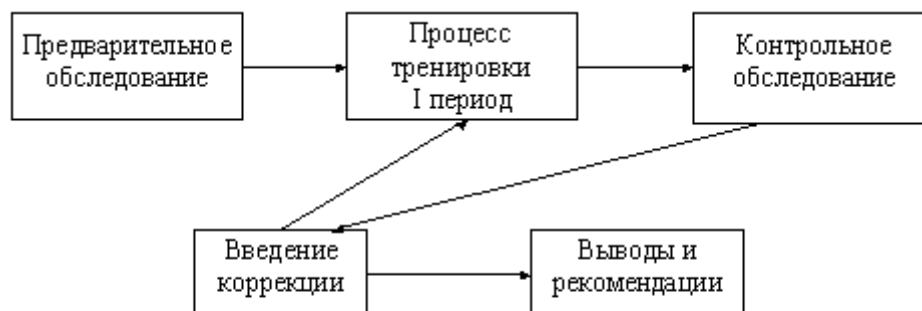 Предварительное
обследование
Процесс
тренировки
I период
Контрольное
обследование
Введение
коррекции
Выводы и
рекомендации